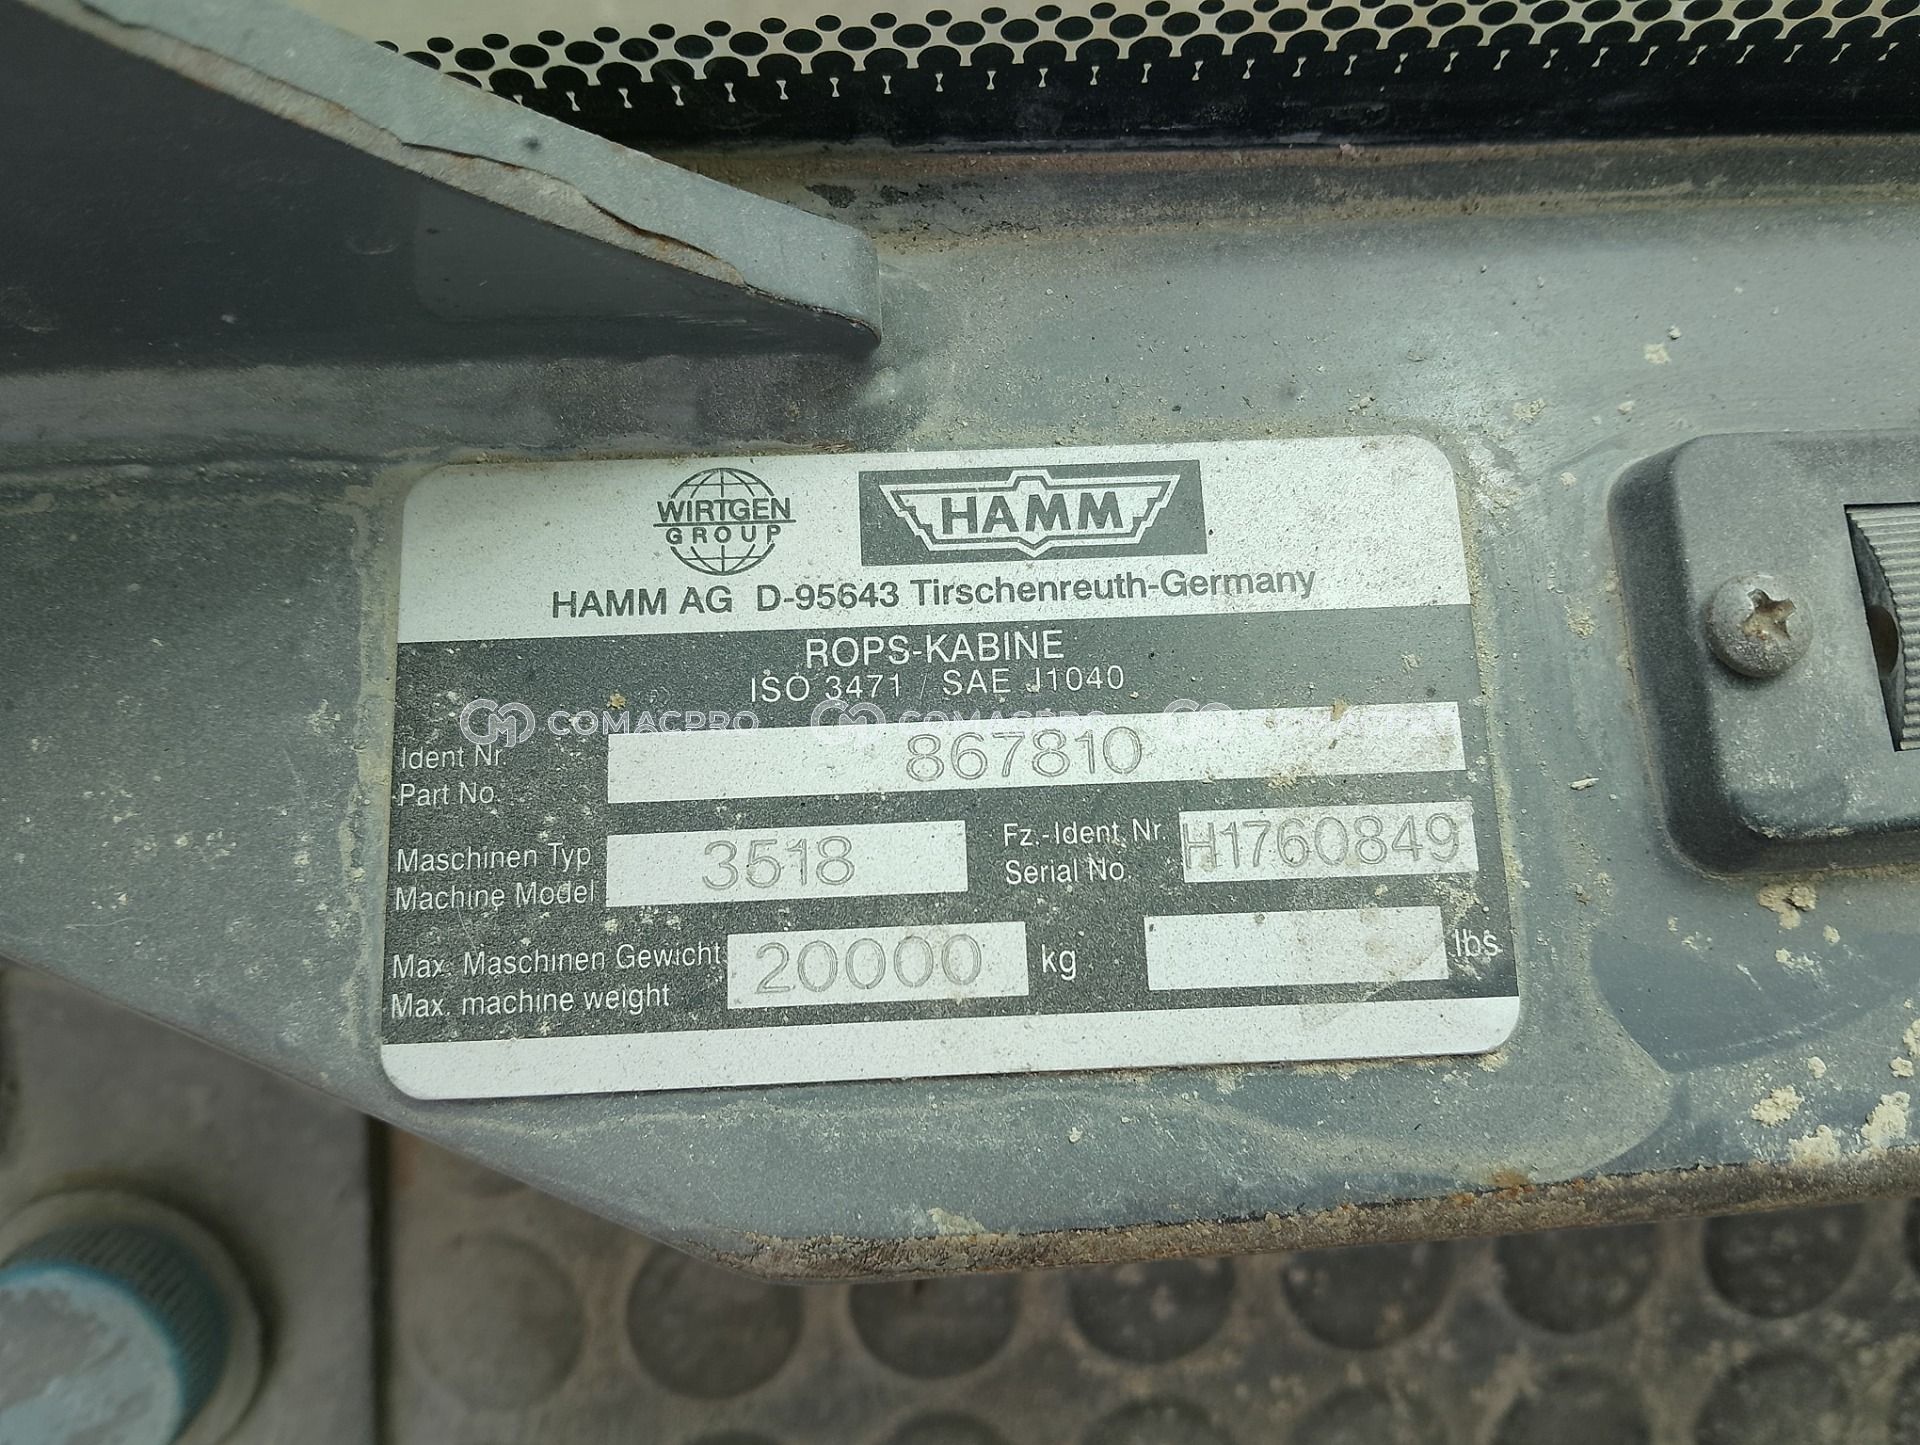 WIRTGEN
GROUP
HAMM
HAMM AG D-95643 Tirschenreuth-Germany
ROPS-KABINE
ISO 3471 / SAE J1040
COMACPRO COMACPRO COMACPRO
Ident Nr.
Part No.
867810
Maschinen Typ
Machine Model
3518
Fz.-Ident. Nr.
Serial No.
H1760849
Max. Maschinen Gewicht
Max. machine weight
20000 kg
lbs